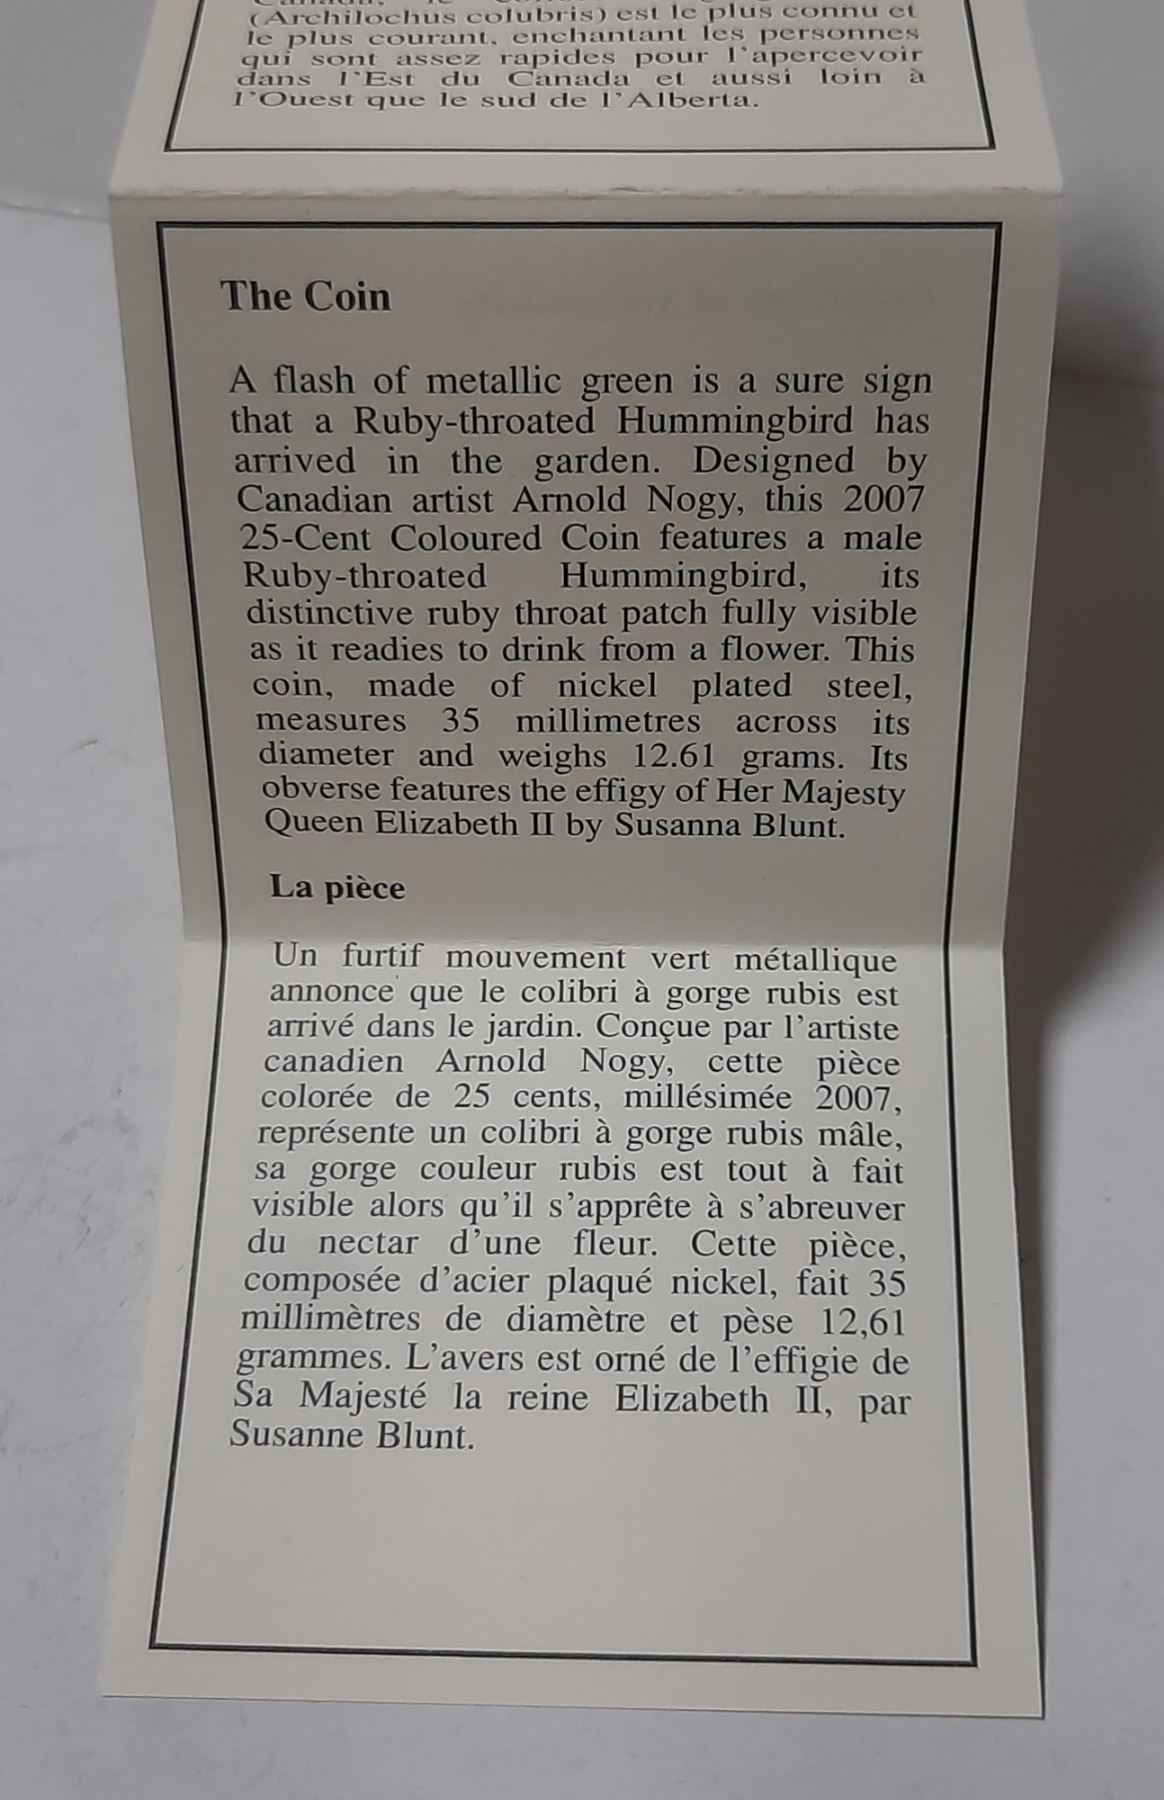 (Archilochus colubris) est le plus connu et
le plus courant, enchantant les personnes
qui sont assez rapides pour l'apercevoir
dans l'Est du Canada et aussi loin à
l'Ouest que le sud de l'Alberta.
The Coin
A flash of metallic green is a sure sign
that a Ruby-throated Hummingbird has
arrived in the garden. Designed by
Canadian artist Arnold Nogy, this 2007
25-Cent Coloured Coin features a male
Ruby-throated Hummingbird, its
distinctive ruby throat patch fully visible
as it readies to drink from a flower. This
coin, made of nickel plated steel,
measures 35 millimetres across its
diameter and weighs 12.61 grams. Its
obverse features the effigy of Her Majesty
Queen Elizabeth II by Susanna Blunt.
La pièce
Un furtif mouvement vert métallique
annonce que le colibri à gorge rubis est
arrivé dans le jardin. Conçue par l'artiste
canadien Arnold Nogy, cette pièce
colorée de 25 cents, millésimée 2007,
représente un colibri à gorge rubis mâle,
sa gorge couleur rubis est tout à fait
visible alors qu'il s'apprête à s'abreuver
du nectar d'une fleur. Cette pièce,
composée d'acier plaqué nickel, fait 35
millimètres de diamètre et pèse 12,61
grammes. L'avers est orné de l'effigie de
Sa Majesté la reine Elizabeth II, par
Susanne Blunt.